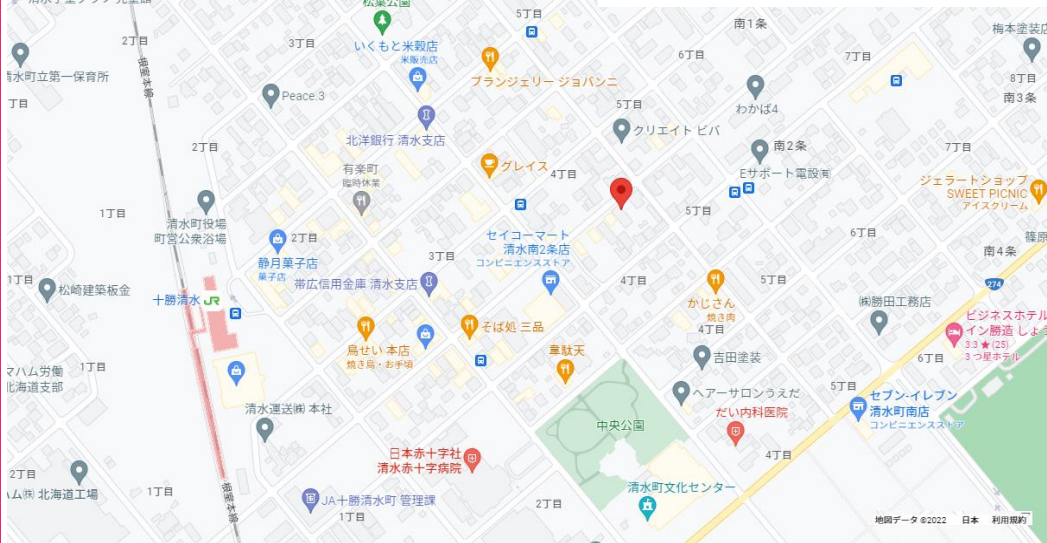 松葉公園
5丁目
南1条
梅本塗装店
2丁目
3丁目
いくもと米穀店
米販売店
6丁目
7丁目
清水町立第一保育所
根室本線
ブランジェリー ジョバンニ
8丁目
南3条
丁目
Peace.3
5丁目
わかば4
クリエイト ビバ
北洋銀行 清水支店
2丁目
南2条
7丁目
有楽町
臨時休業
グレイス
4丁目
Eサポート電設㈲
ジェラートショップ
SWEET PICNIC
アイスクリーム
1丁目
清水町役場
町営公衆浴場
5丁目
6丁目
篠原
2丁目
静月菓子店
菓子店
セイコーマート
清水南2条店
コンビニエンスストア
南4条
3丁目
帯広信用金庫 清水支店
4丁目
5丁目
274
1丁目
松崎建築板金
十勝清水 JR
かじさん
焼き肉
㈱勝田工務店
そば処 三品
4丁目
ビジネスホテル
イン勝造 しょ
3.3 ★ (25)
3 つ星ホテル
鳥せい 本店
焼き鳥・お手頃
韋駄天
吉田塗装
6丁目
マハム労働
北海道支部
1丁目
ヘアーサロンうえだ
5丁目
セブン-イレブン
清水町南店
コンビニエンスストア
清水運送㈱ 本社
中央公園
だい内科医院
日本赤十字社
清水赤十字病院
4丁目
2丁目
ハム㈱ 北海道工場
1丁目
根室本線
JA十勝清水町 管理課
1丁目
2丁目
清水町文化センター
地図データ ©2022 日本 利用規約